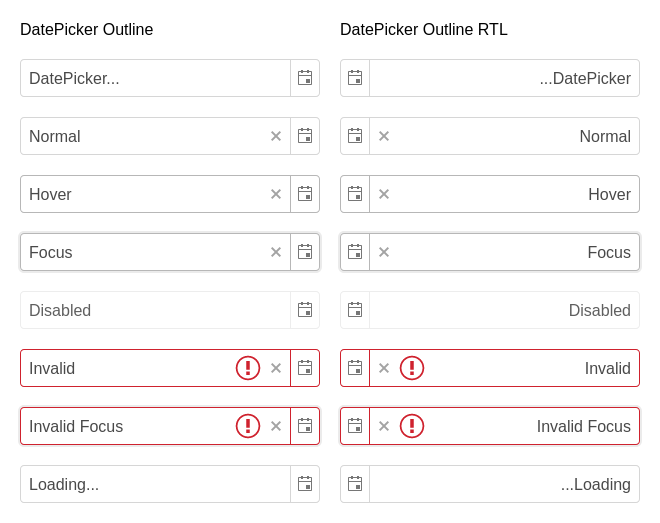 DatePicker Outline
DatePicker...
Normal
Hover
Focus
Disabled
Invalid
Invalid Focus
Loading...
DatePicker Outline RTL
...DatePicker
Normal
Hover
Focus
Disabled
Invalid
Invalid Focus
...Loading